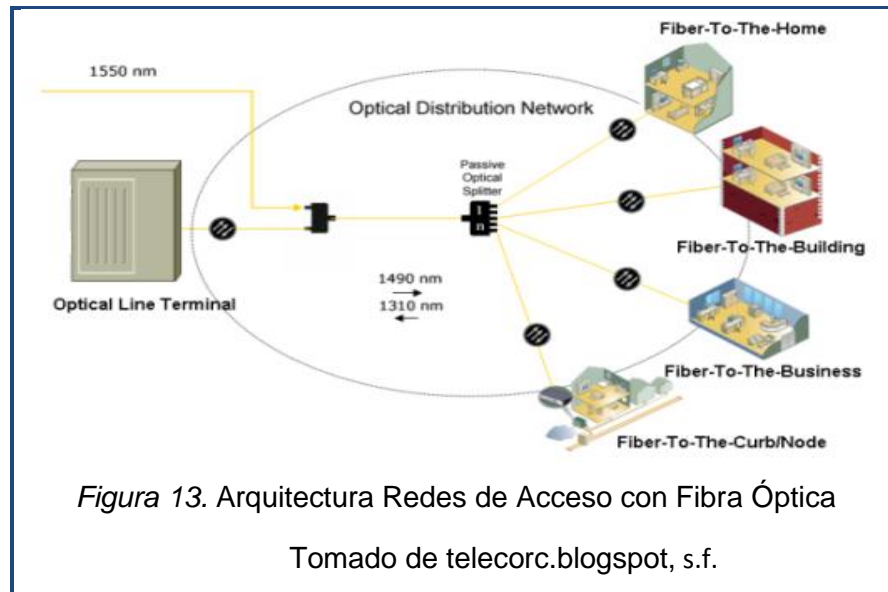 Fiber-To-The-Home
1550 nm
Optical Distribution Network
Passive
Optical
Splitter
1
n
Fiber-To-The-Building
1490 nm
1310 nm
Optical Line Terminal
Fiber-To-The-Business
Fiber-To-The-Curb/Node
Figura 13. Arquitectura Redes de Acceso con Fibra Óptica
Tomado de telecorc.blogspot, s.f.